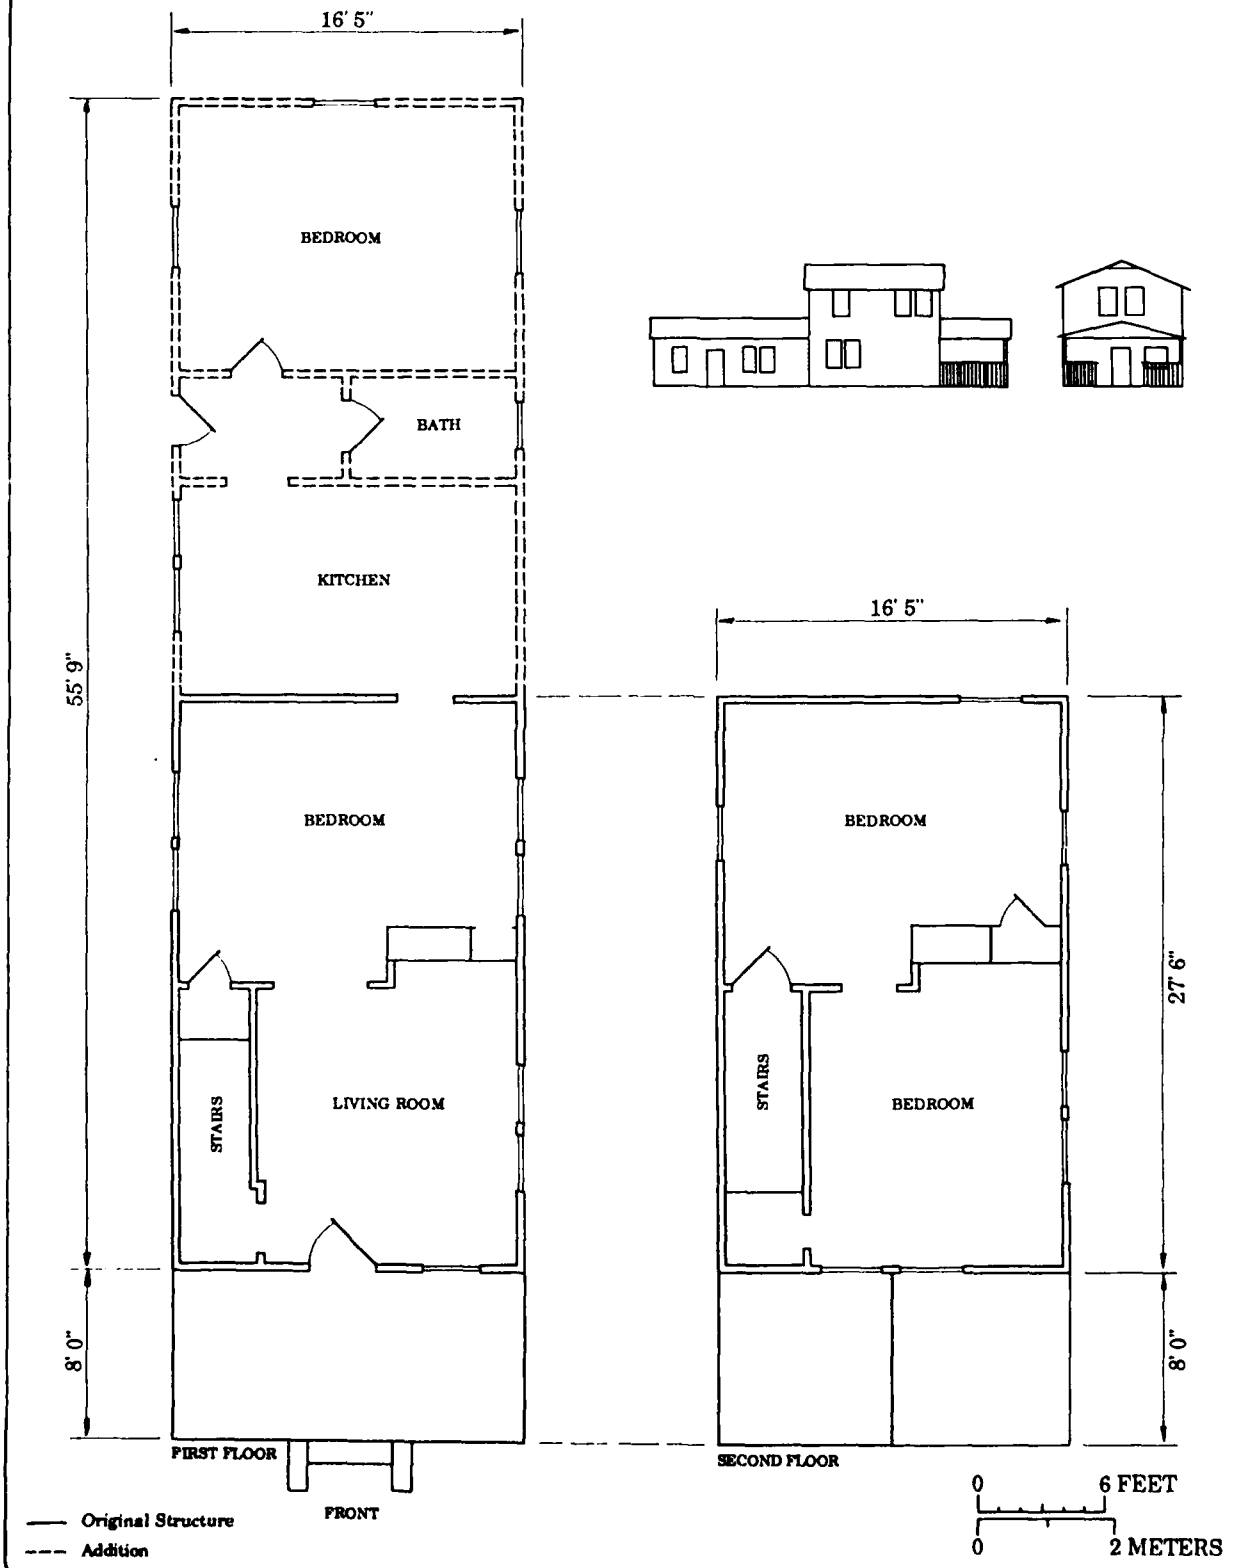 16' 5"
BEDROOM
BATH
KITCHEN
16' 5"
55' 9"
BEDROOM
BEDROOM
27' 6"
STAIRS
LIVING ROOM
STAIRS
BEDROOM
8' 0"
8' 0"
FIRST FLOOR
SECOND FLOOR
0 6 FEET
FRONT
Original Structure
Addition
0 2 METERS